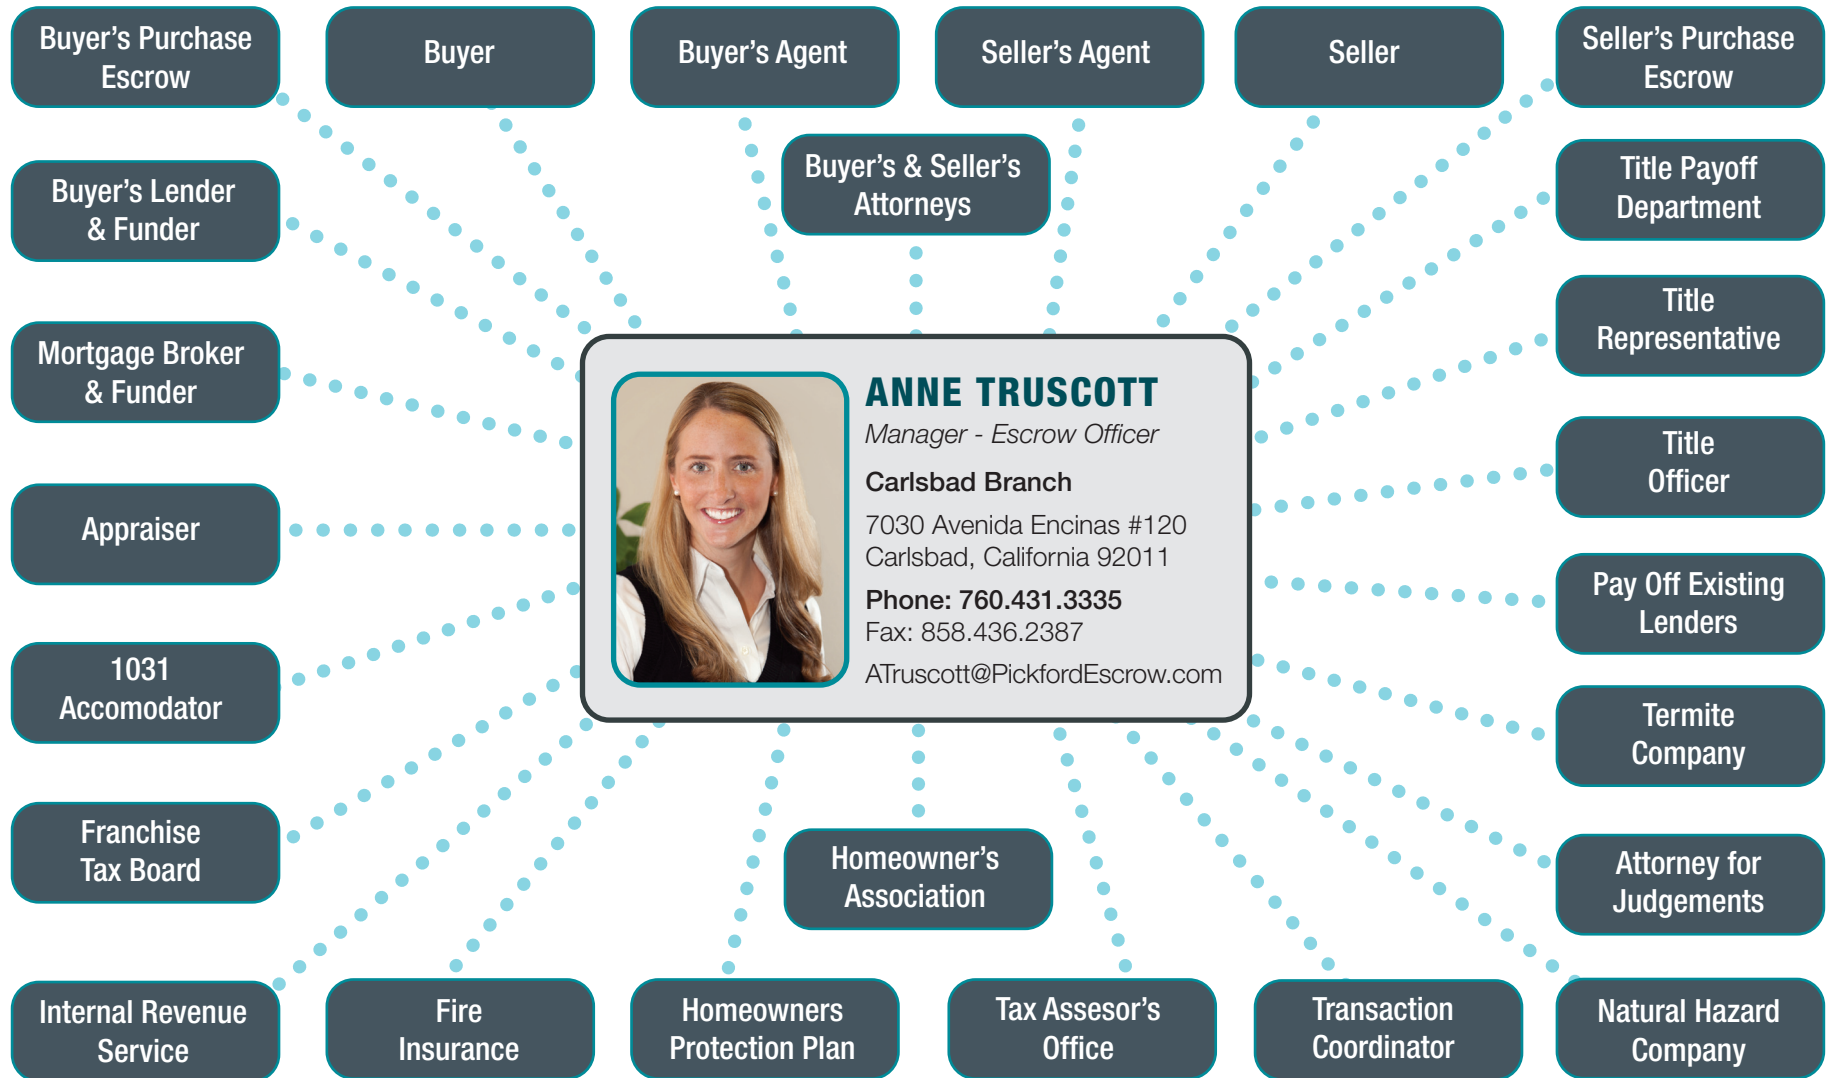 Buyer's Purchase
Escrow
Buyer
Buyer's Agent
Seller's Agent
Seller
Seller's Purchase
Escrow
Buyer's & Seller's
Attorneys
Buyer's Lender
& Funder
Title Payoff
Department
Mortgage Broker
& Funder
Title
Representative
ANNE TRUSCOTT
Manager - Escrow Officer
Carlsbad Branch
7030 Avenida Encinas #120
Carlsbad, California 92011
Phone: 760.431.3335
Fax: 858.436.2387
ATruscott@PickfordEscrow.com
Appraiser
Title
Officer
1031
Accomodator
Pay Off Existing
Lenders
Termite
Company
Franchise
Tax Board
Homeowner's
Association
Attorney for
Judgements
Internal Revenue
Service
Fire
Insurance
Homeowners
Protection Plan
Tax Assesor's
Office
Transaction
Coordinator
Natural Hazard
Company